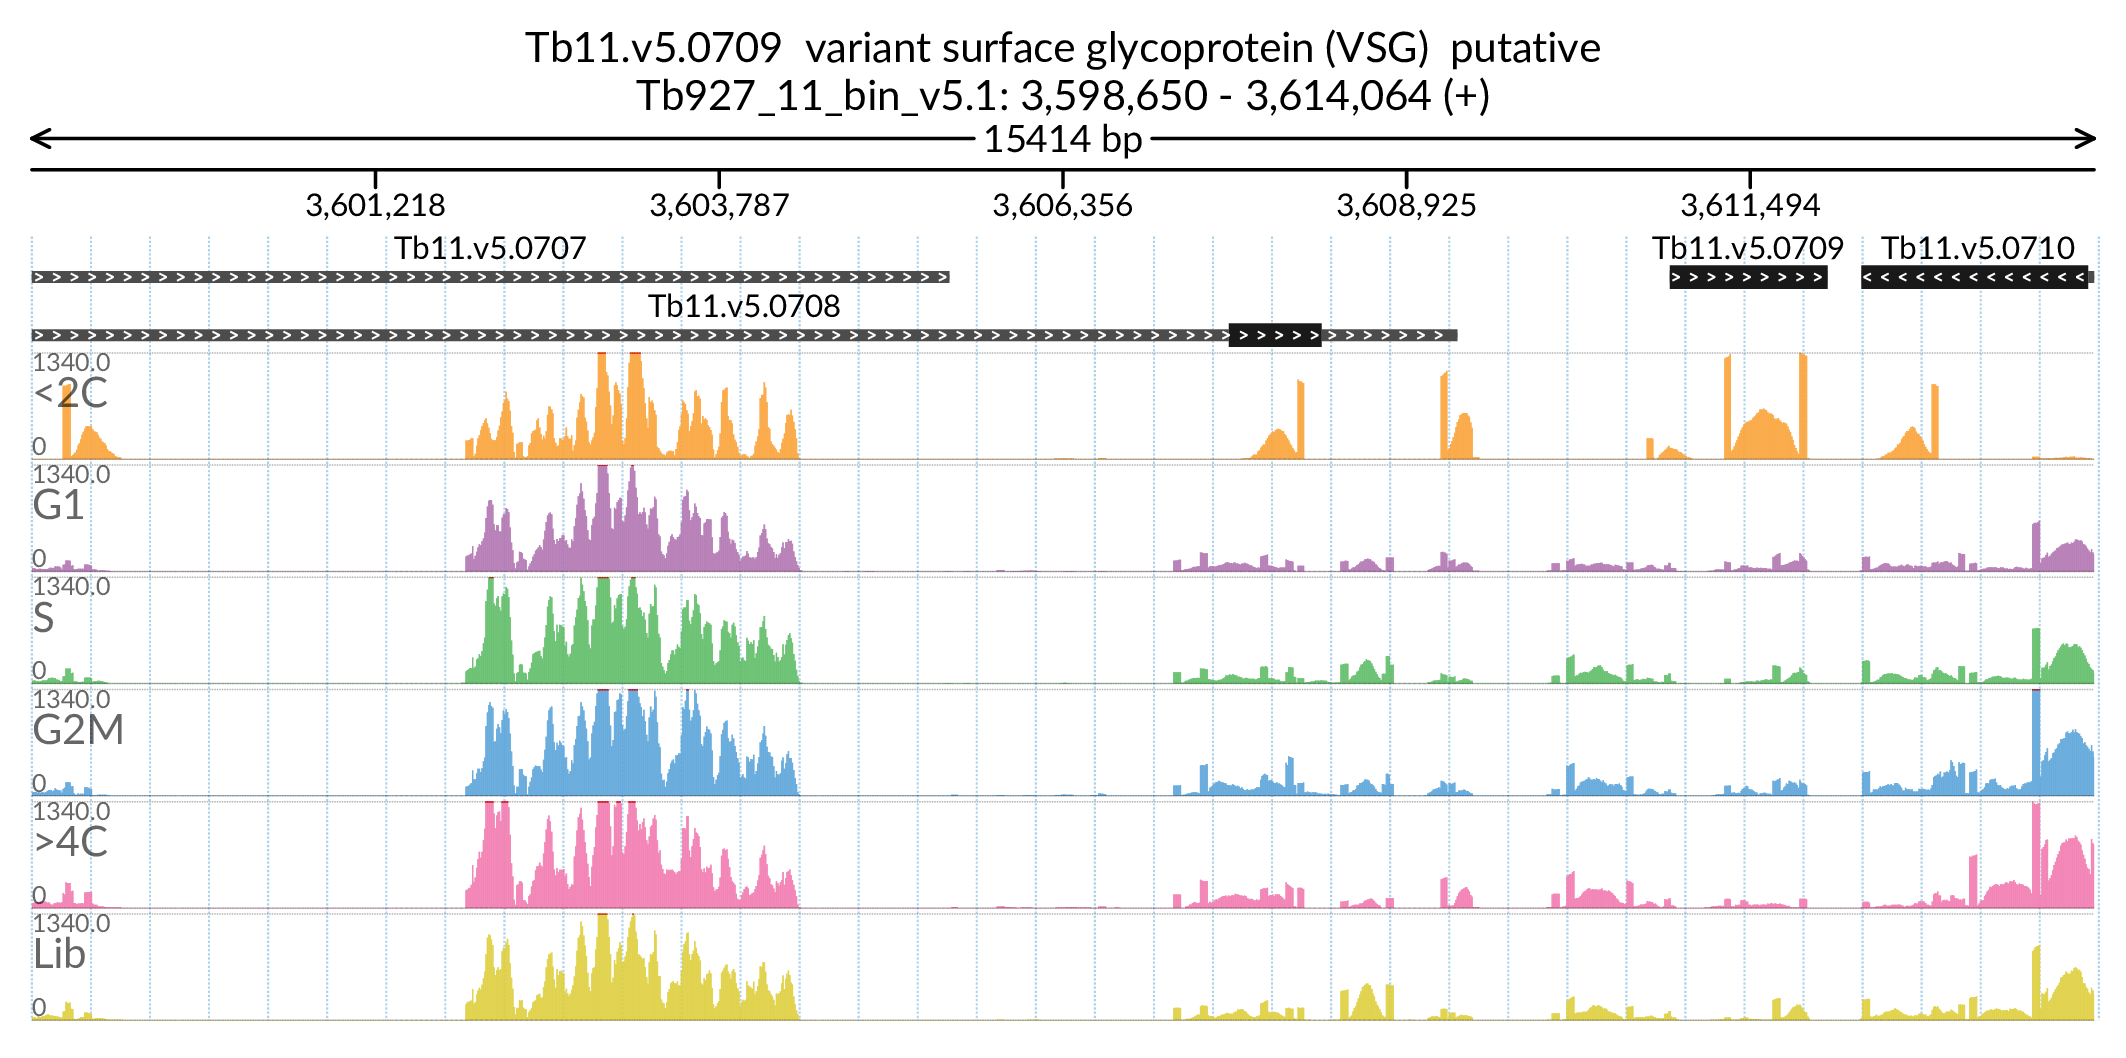 Tb11.v5.0709  variant surface glycoprotein (VSG)  putative
Tb927_11_bin_v5.1: 3,598,650 - 3,614,064 (+)
15414 bp
3,601,218 3,603,787 3,606,356 3,608,925 3,611,494
Tb11.v5.0707 Tb11.v5.0709 Tb11.v5.0710
Tb11.v5.0708
1340.0
<2C
0
1340.0
G1
0
1340.0
S
0
1340.0
G2M
0
1340.0
>4C
0
1340.0
Lib
0